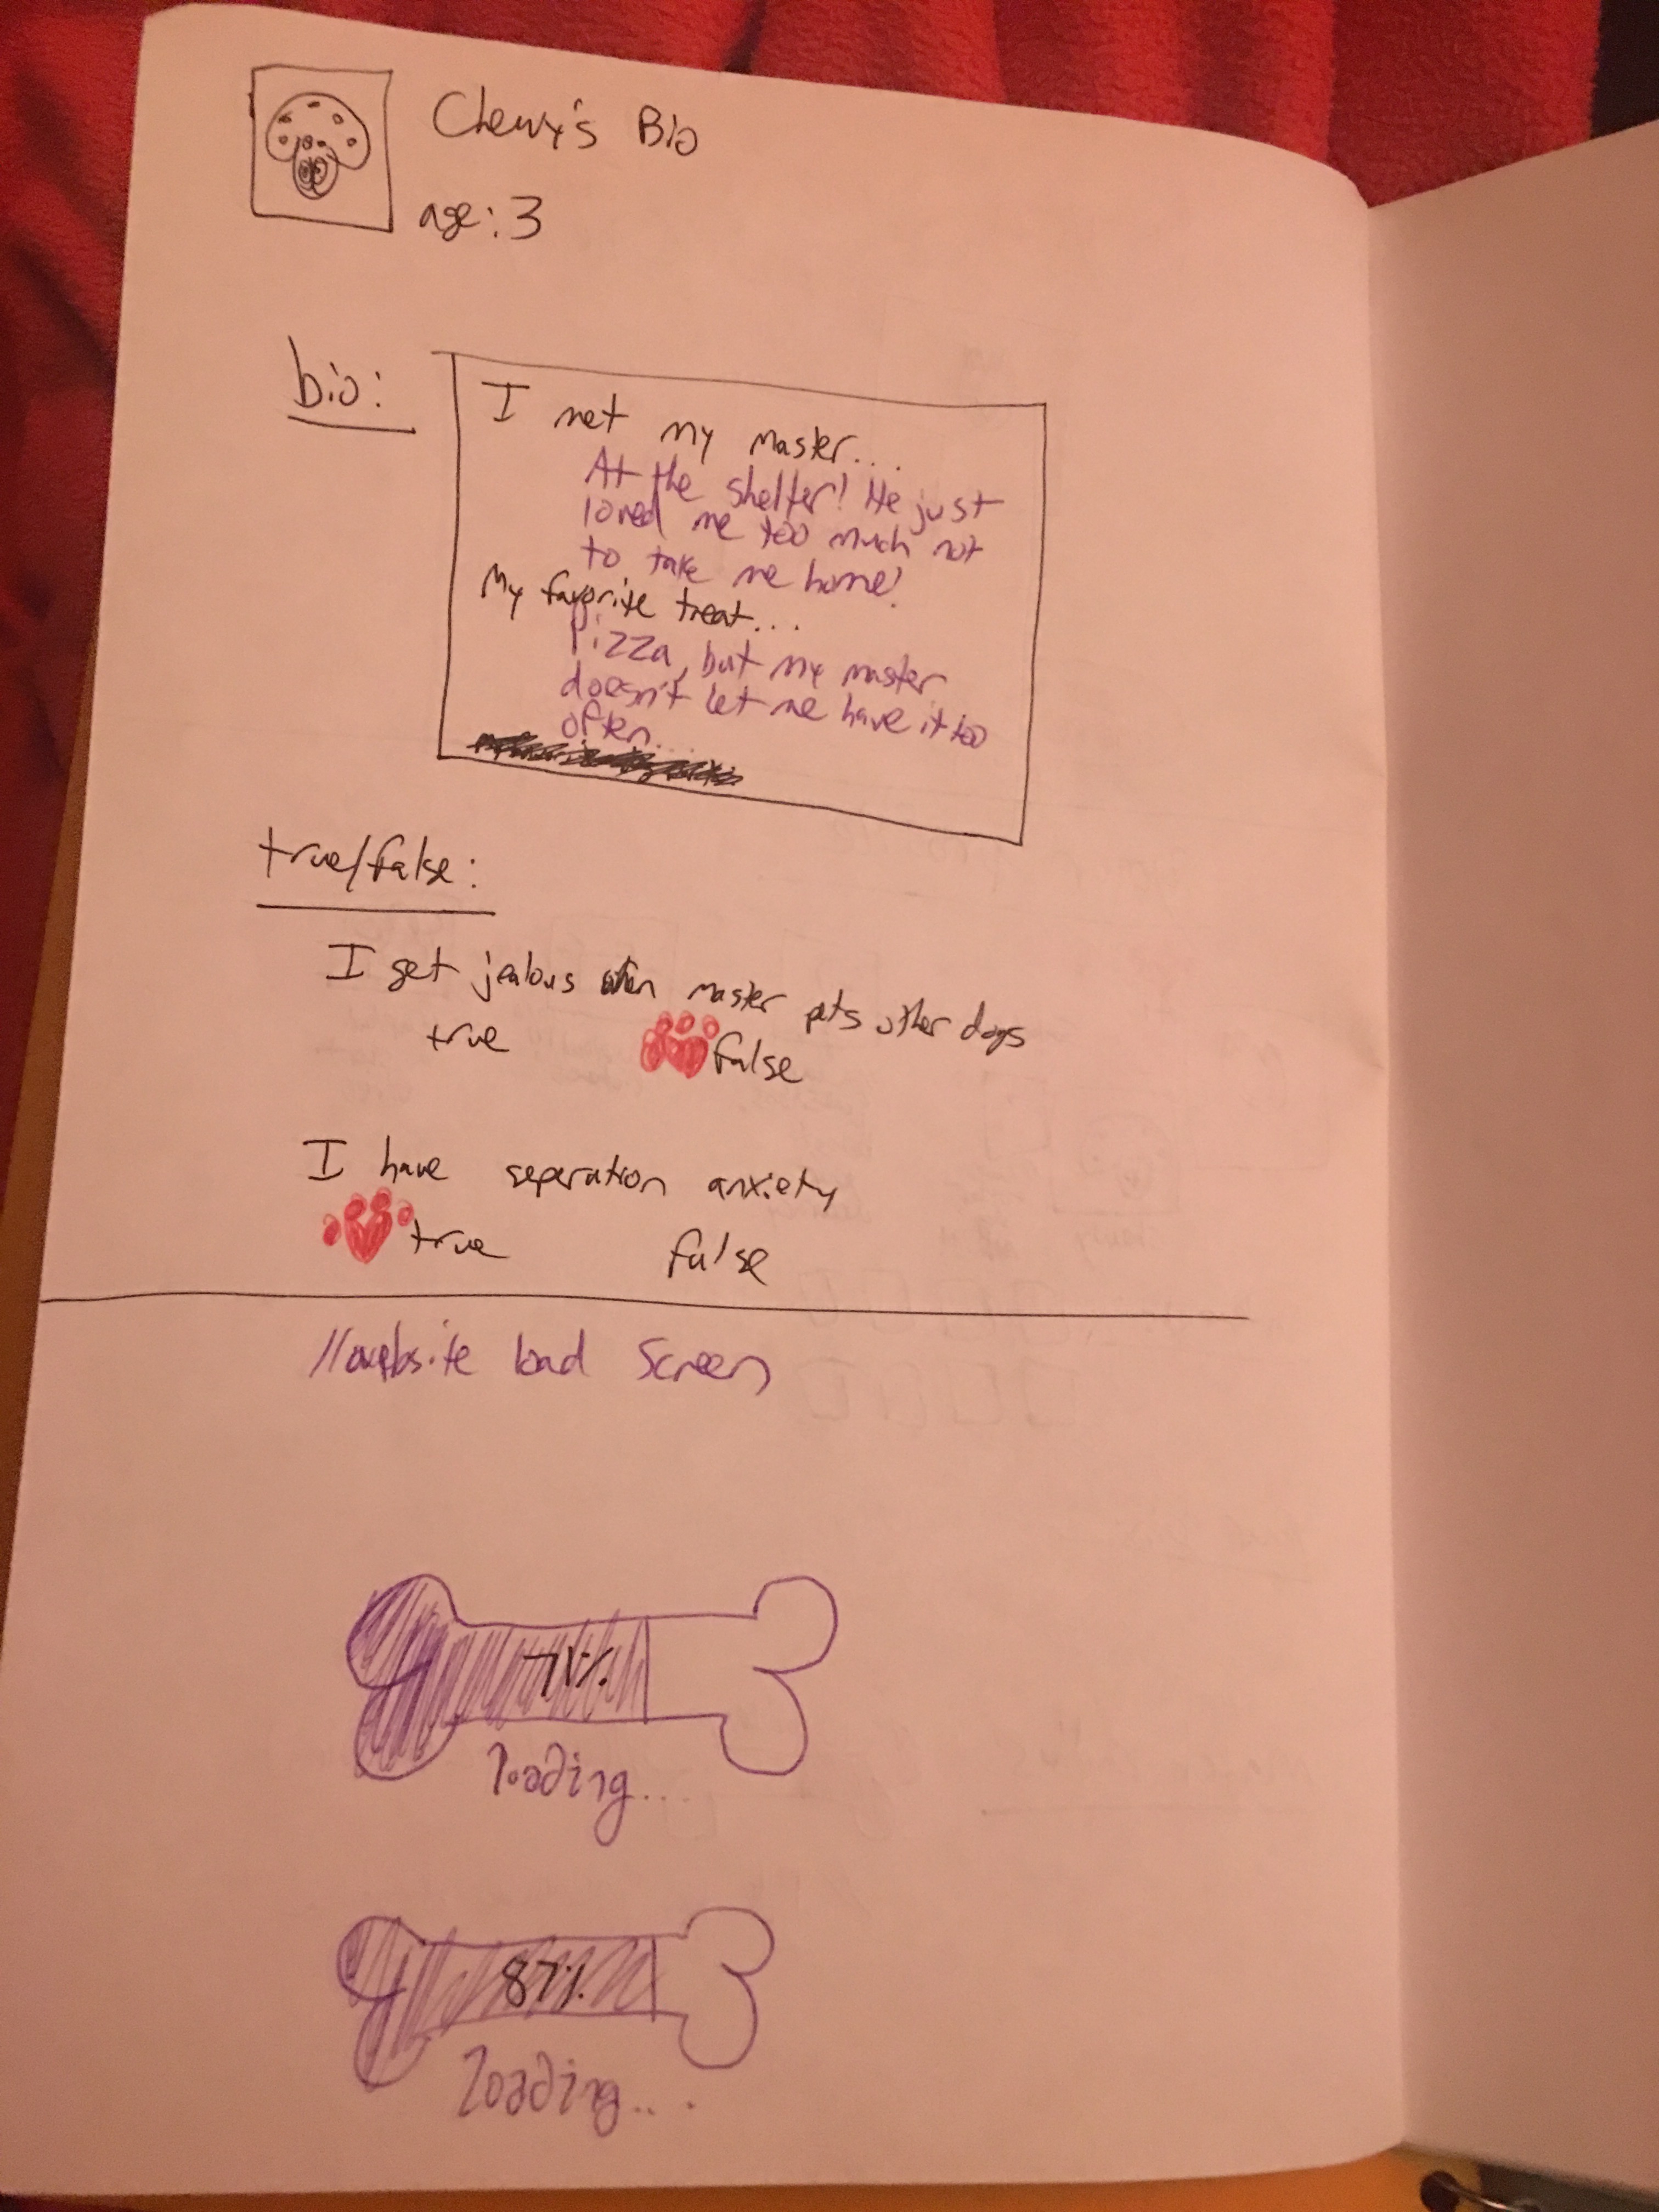 Chewy's Bio
age: 3
bio:
I met my master...
At the shelter! He just
loved me too much not
to take me home!
My favorite treat...
Pizza, but my master
doesn't let me have it too
often...
true/false:
I get jealous when master pets other dogs
true false
I have seperation anxiety
true false
//website load screen
71%
loading...
87%
loading...